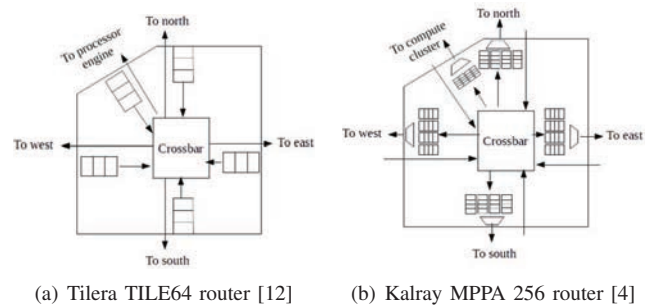 To north
To processor
engine
To west
Crossbar
To east
To south
(a) Tilera TILE64 router [12]
To north
To compute
cluster
To west
Crossbar
To east
To south
(b) Kalray MPPA 256 router [4]